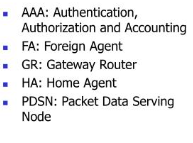 AAA: Authentication,
Authorization and Accounting
FA: Foreign Agent
GR: Gateway Router
HA: Home Agent
PDSN: Packet Data Serving
Node